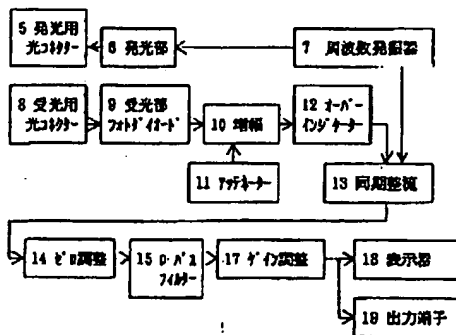 5 発光用
光コネクター
6 発光部
7 周波数発振器
8 受光用
光コネクター
9 受光部
フォトダイオード
10 増幅
12 オーバー
インジケーター
11 アッテネーター
13 同期整流
14 ゼロ調整
15 ロ・パス
フィルター
17 ゲイン調整
18 表示器
19 出力端子